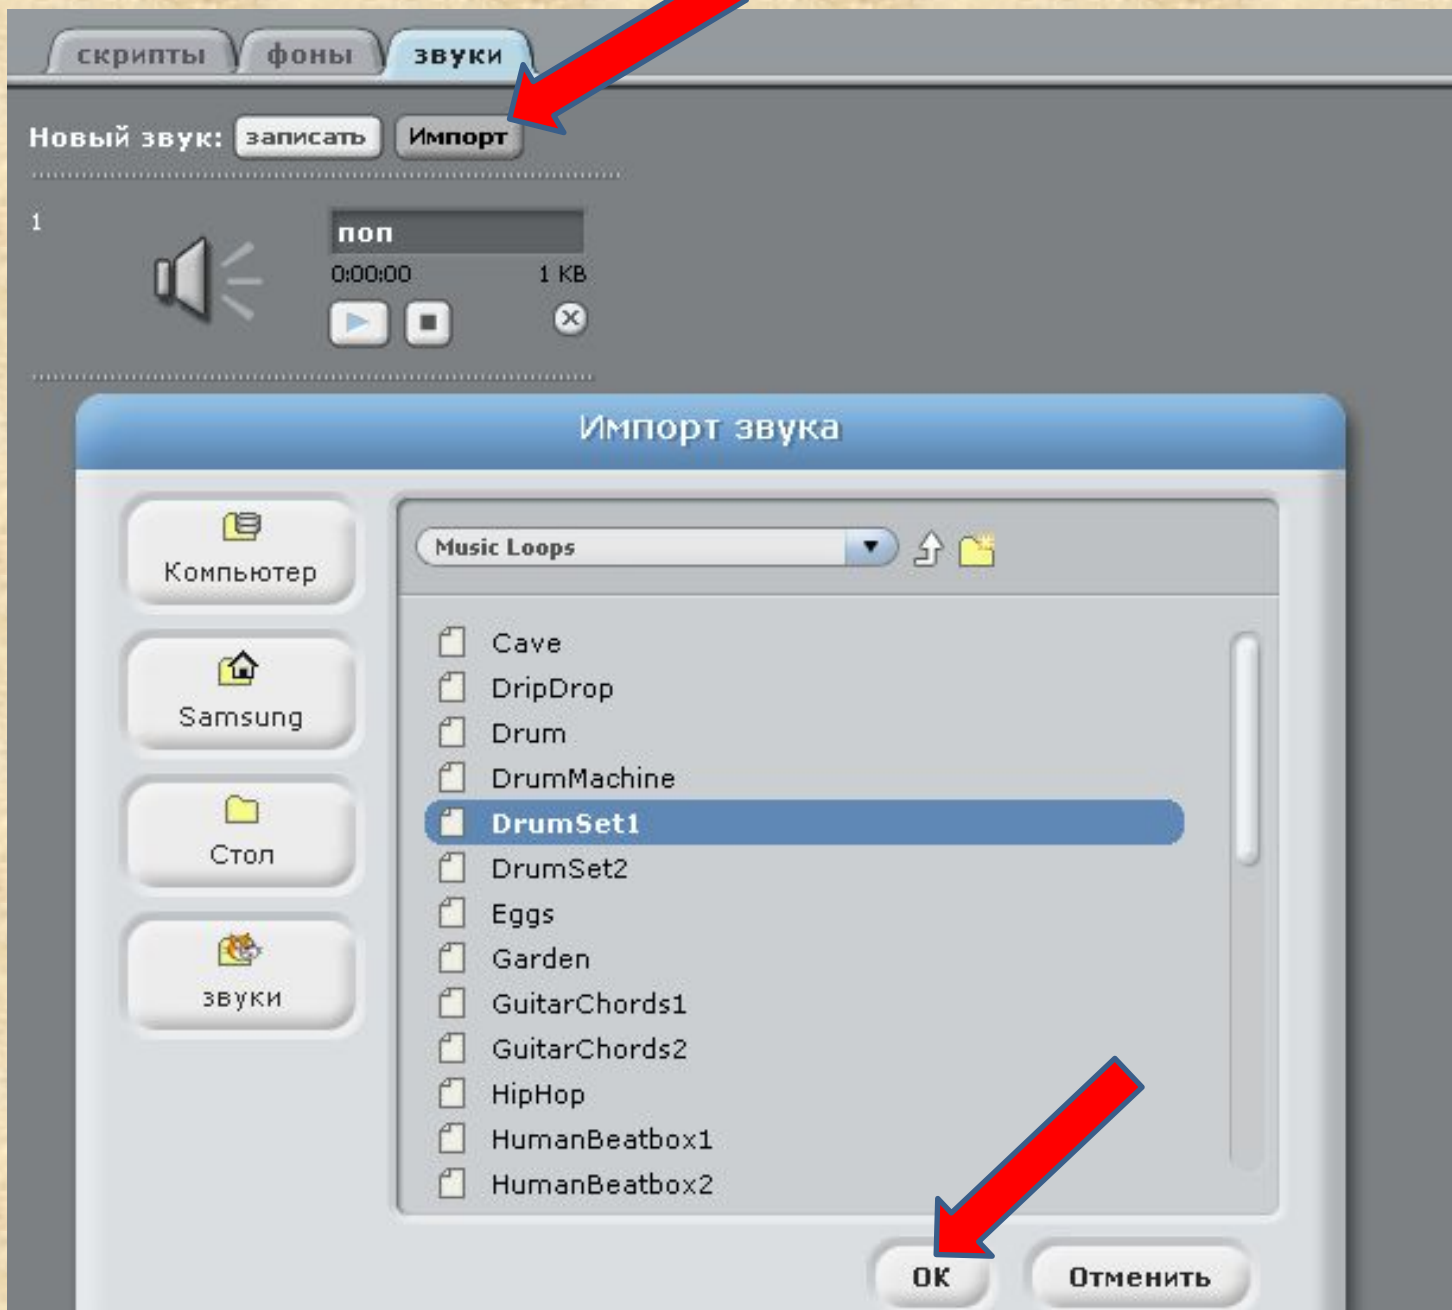 скрипты фоны звуки
Новый звук: записать Импорт
1
поп
0:00:00 1 KB
Импорт звука
Компьютер
Samsung
Стол
звуки
Music Loops
Cave
DripDrop
Drum
DrumMachine
DrumSet1
DrumSet2
Eggs
Garden
GuitarChords1
GuitarChords2
HipHop
HumanBeatbox1
HumanBeatbox2
ОК Отменить